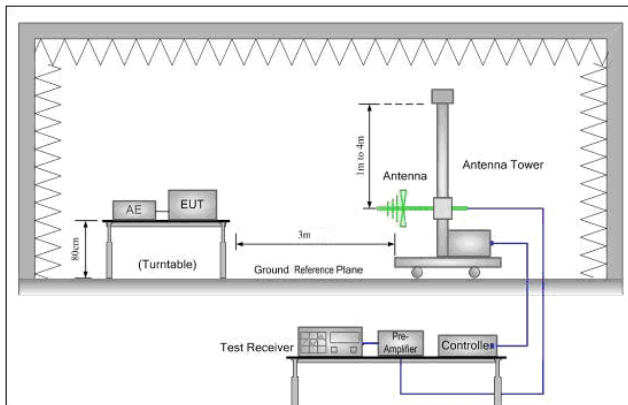 1m to 4m
Antenna
Antenna Tower
AE
EUT
80cm
(Turntable)
3m
Ground Reference Plane
Test Receiver
Pre-
Amplifier
Controller